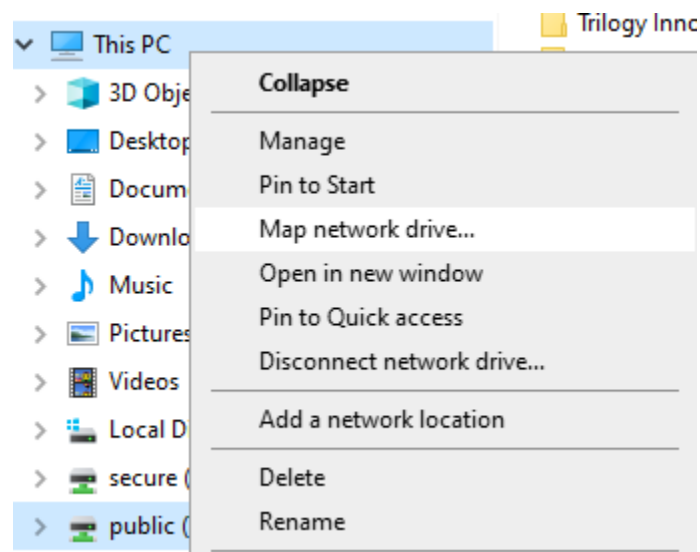 Trilogy Inno
This PC
3D Obje
Desktop
Docum
Downlo
Music
Pictures
Videos
Local D
secure (
public (
Collapse
Manage
Pin to Start
Map network drive...
Open in new window
Pin to Quick access
Disconnect network drive...
Add a network location
Delete
Rename